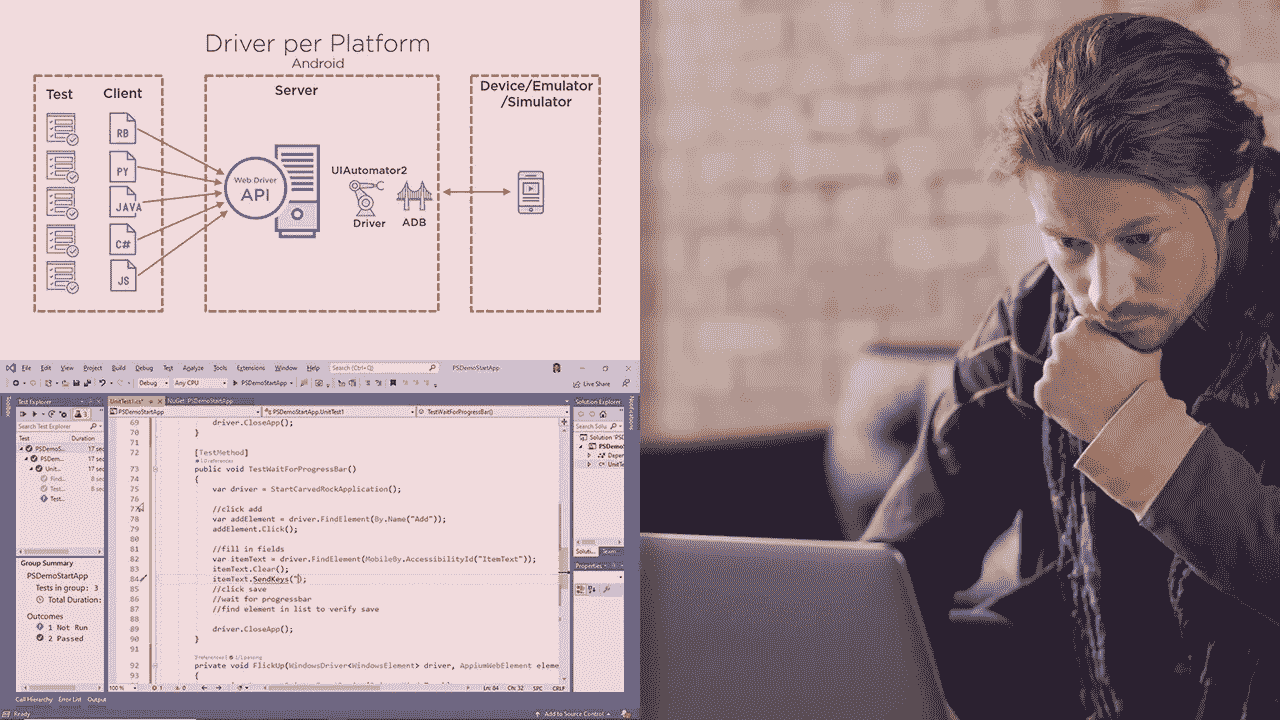 Driver per Platform
Android
Test
Client
RB
PY
JAVA
C#
JS
Server
Web Driver
API
UIAutomator2
Driver
ADB
Device/Emulator
/Simulator
File Edit View Project Build Debug Test Analyze Tools Extensions Window Help Search (Ctrl+Q) PSDemoStartApp
Debug Any CPU PSDemoStartApp Live Share
Test Explorer
Search Test Explorer
Test Duration
PSDemoS... 17 sec
PSDem... 17 sec
Unit... 17 sec
Find... 8 sec
Test... 8 sec
Test...
Group Summary
PSDemoStartApp
Tests in group: 3
Total Duration:
Outcomes
1 Not Run
2 Passed
UnitTest1.cs* NuGet: PSDemoStartApp
PSDemoStartApp PSDemoStartApp.UnitTest1 TestWaitForProgressBar()
69 driver.CloseApp();
70 }
71
72 [TestMethod]
0 references
73 public void TestWaitForProgressBar()
74 {
75 var driver = StartCarvedRockApplication();
76
77 //click add
78 var addElement = driver.FindElement(By.Name("Add"));
79 addElement.Click();
80
81 //fill in fields
82 var itemText = driver.FindElement(MobileBy.AccessibilityId("ItemText"));
83 itemText.Clear();
84 itemText.SendKeys(");
85 //click save
86 //wait for progressbar
87 //find element in list to verify save
88
89 driver.CloseApp();
90 }
91
92 private void FlickUp(WindowsDriver<WindowsElement> driver, AppiumWebElement eleme
93 {
100 % 1 0 Ln: 84 Ch: 32 SPC CRLF
Solution Explorer
Search Solu
Solution 'PSD
PSDemo
Depen
UnitTe
Soluti... Team...
Properties
Notifications
Call Hierarchy Error List Output
Ready Add to Source Control